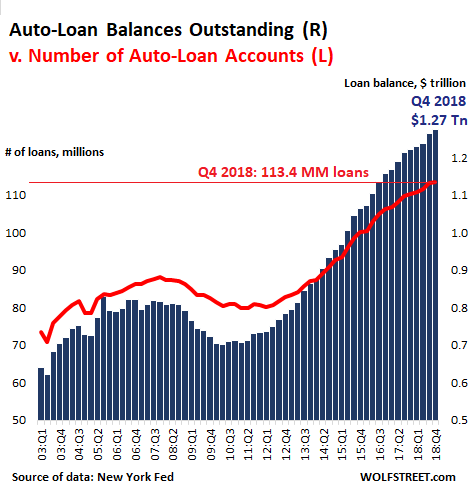 Auto-Loan Balances Outstanding (R)
v. Number of Auto-Loan Accounts (L)
Loan balance, $ trillion
Q4 2018
$1.27 Tn
# of loans, millions
Q4 2018: 113.4 MM loans
110
100
90
80
70
60
50
1.2
1.1
1.0
0.9
0.8
0.7
0.6
0.5
03:Q1
03:Q4
04:Q3
05:Q2
06:Q1
06:Q4
07:Q3
08:Q2
09:Q1
09:Q4
10:Q3
11:Q2
12:Q1
12:Q4
13:Q3
14:Q2
15:Q1
15:Q4
16:Q3
17:Q2
18:Q1
18:Q4
Source of data: New York Fed
WOLFSTREET.com